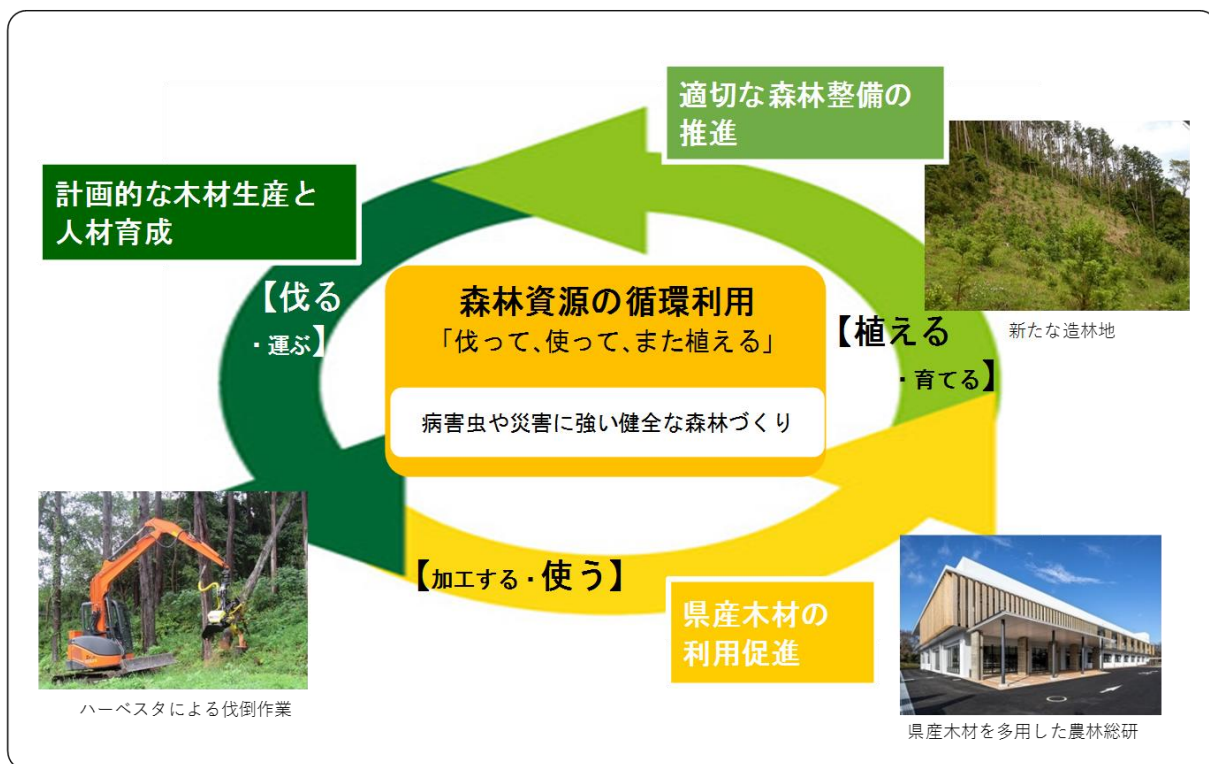 適切な森林整備の
推進
計画的な木材生産と
人材育成
【伐る
・運ぶ】
森林資源の循環利用
「伐って、使って、また植える」
病害虫や災害に強い健全な森林づくり
【植える
・育てる】
新たな造林地
【加工する・使う】
県産木材の
利用促進
ハーベスタによる伐倒作業
県産木材を多用した農林総研